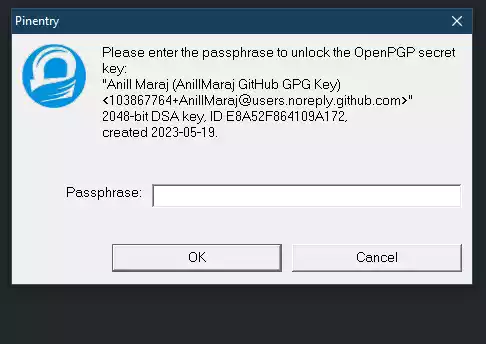 Pinentry
Please enter the passphrase to unlock the OpenPGP secret
key:
"Anill Maraj (AnillMaraj GitHub GPG Key)
<103867764+AnillMaraj@users.noreply.github.com>"
2048-bit DSA key, ID E8A52F864109A172,
created 2023-05-19.
Passphrase:
OK Cancel